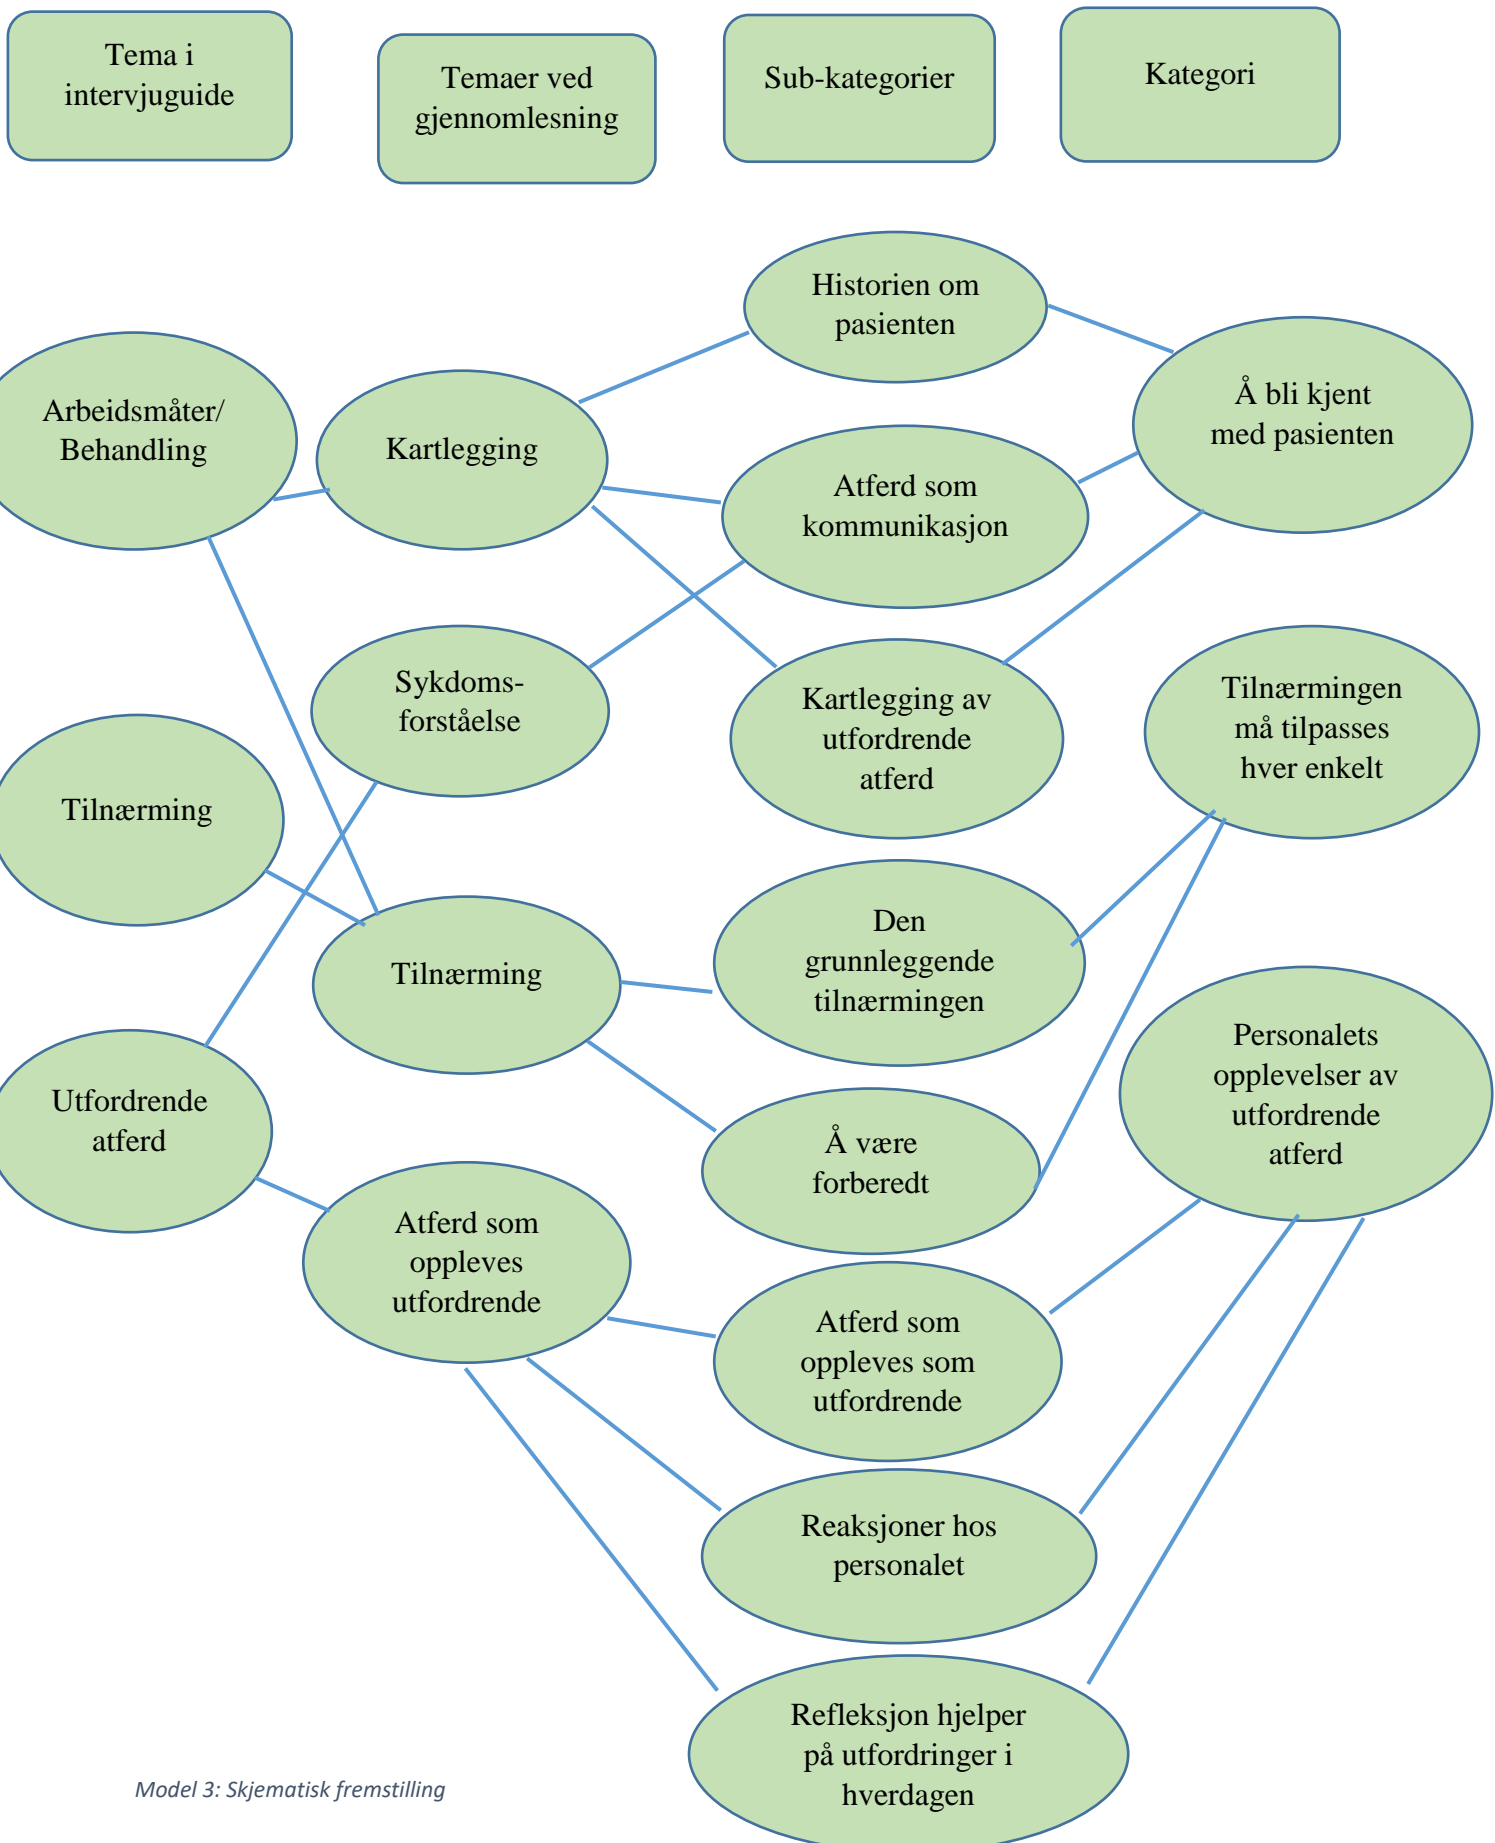 Tema i
intervjuguide
Temaer ved
gjennomlesning
Sub-kategorier
Kategori
Arbeidsmåter/
Behandling
Tilnærming
Utfordrende
atferd
Kartlegging
Sykdoms-
forståelse
Tilnærming
Atferd som
oppleves
utfordrende
Historien om
pasienten
Atferd som
kommunikasjon
Kartlegging av
utfordrende
atferd
Den
grunnleggende
tilnærmingen
Å være
forberedt
Atferd som
oppleves som
utfordrende
Reaksjoner hos
personalet
Refleksjon hjelper
på utfordringer i
hverdagen
Å bli kjent
med pasienten
Tilnærmingen
må tilpasses
hver enkelt
Personalets
opplevelser av
utfordrende
atferd
Model 3: Skjematisk fremstilling